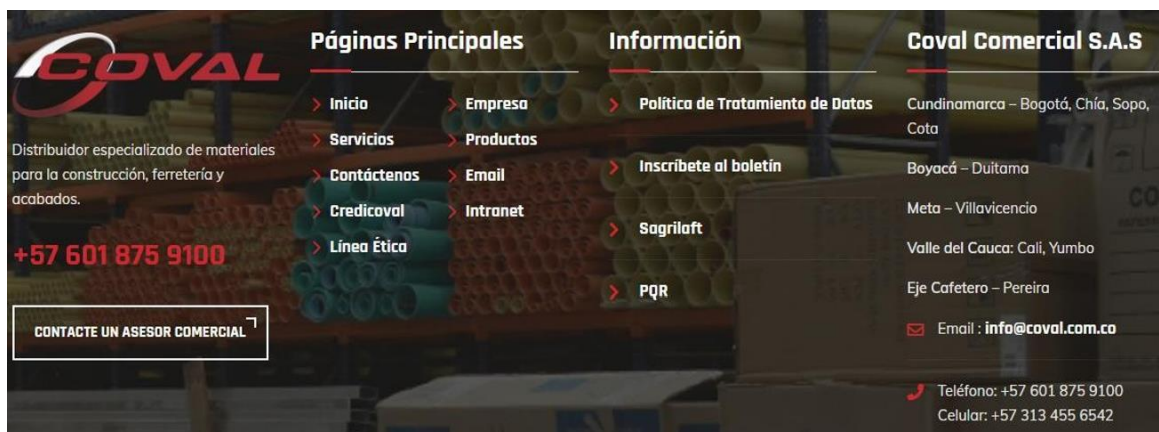 COVAL
Distribuidor especializado de materiales
para la construcción, ferretería y
acabados.
+57 601 875 9100
CONTACTE UN ASESOR COMERCIAL
Páginas Principales
Inicio
Servicios
Contáctenos
Credicoval
Línea Ética
Empresa
Productos
Email
Intranet
Información
Política de Tratamiento de Datos
Inscríbete al boletín
Sagrilaft
PQR
Coval Comercial S.A.S
Cundinamarca – Bogotá, Chía, Sopo,
Cota
Boyacá – Duitama
Meta – Villavicencio
Valle del Cauca: Cali, Yumbo
Eje Cafetero – Pereira
Email : info@coval.com.co
Teléfono: +57 601 875 9100
Celular: +57 313 455 6542